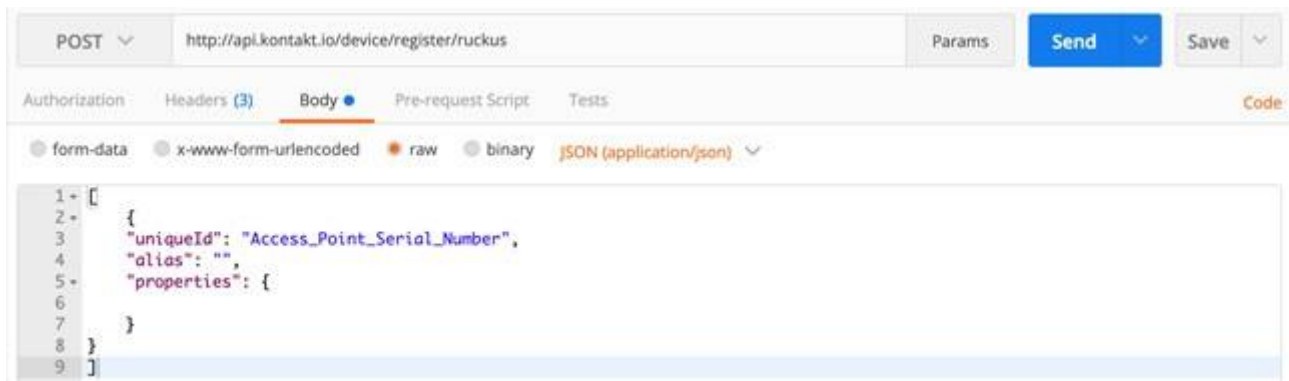 POST http://api.kontakt.io/device/register/ruckus Params Send Save
Authorization Headers (3) Body Pre-request Script Tests Code
form-data x-www-form-urlencoded raw binary JSON (application/json)
1 [
2 {
3 "uniqueId": "Access_Point_Serial_Number",
4 "alias": "",
5 "properties": {
6
7 }
8 }
9 ]